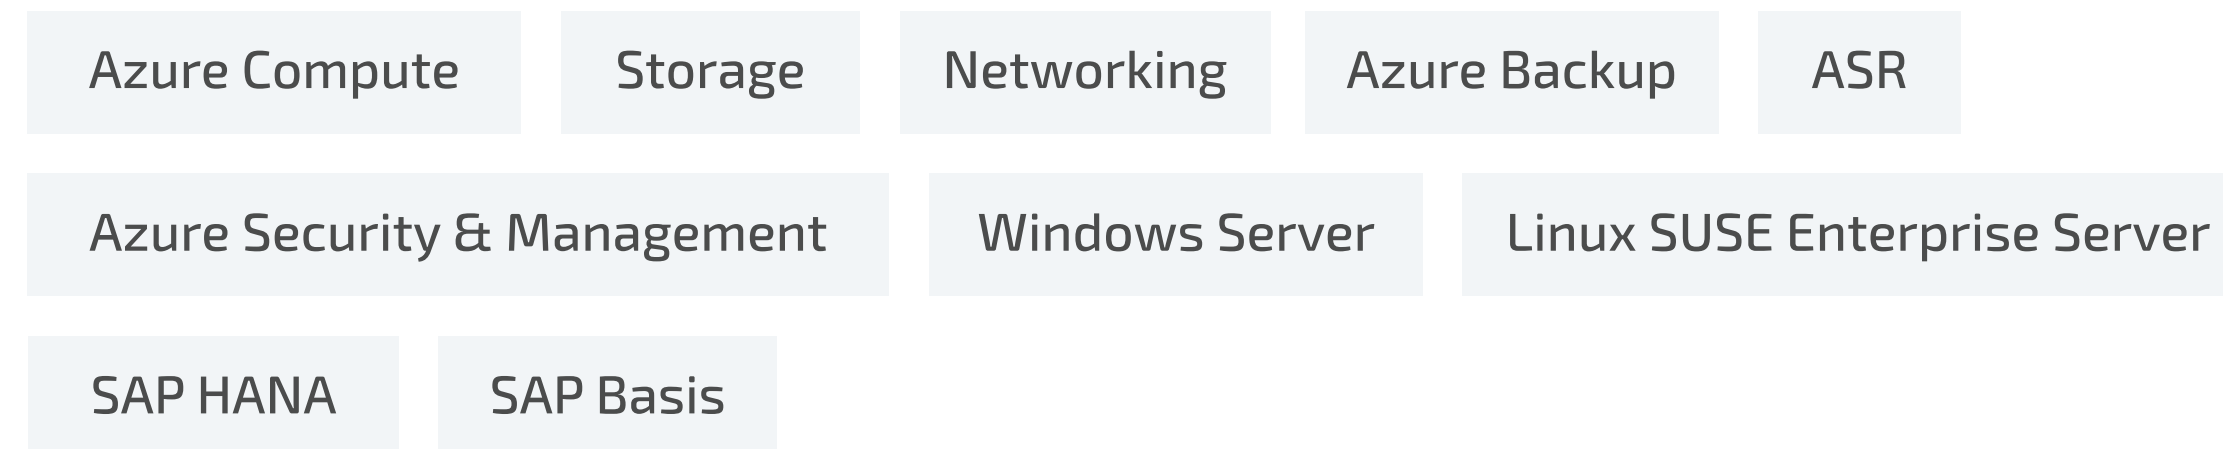 Azure Compute Storage Networking Azure Backup ASR
Azure Security & Management Windows Server Linux SUSE Enterprise Server
SAP HANA SAP Basis